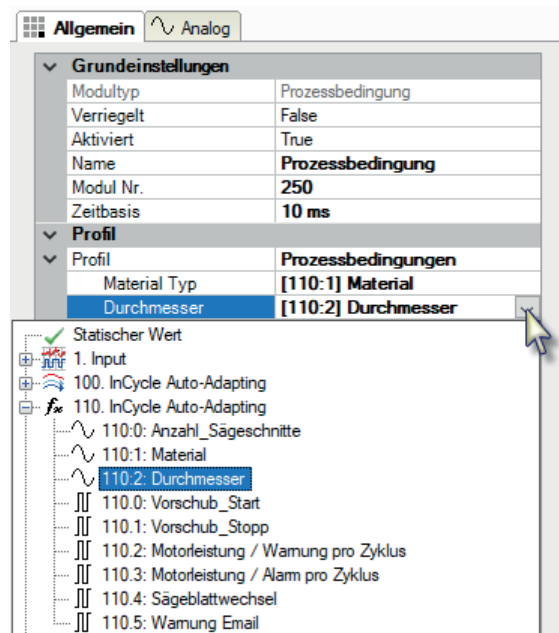 Allgemein Analog
Grundeinstellungen
Modultyp Prozessbedingung
Verriegelt False
Aktiviert True
Name Prozessbedingung
Modul Nr. 250
Zeitbasis 10 ms
Profil
Profil Prozessbedingungen
Material Typ [110:1] Material
Durchmesser [110:2] Durchmesser
Statischer Wert
1. Input
100. InCycle Auto-Adapting
fx 110. InCycle Auto-Adapting
110:0: Anzahl_Sägeschnitte
110:1: Material
110:2: Durchmesser
110.0: Vorschub_Start
110.1: Vorschub_Stopp
110.2: Motorleistung / Warnung pro Zyklus
110.3: Motorleistung / Alarm pro Zyklus
110.4: Sägeblattwechsel
110.5: Warnung Email